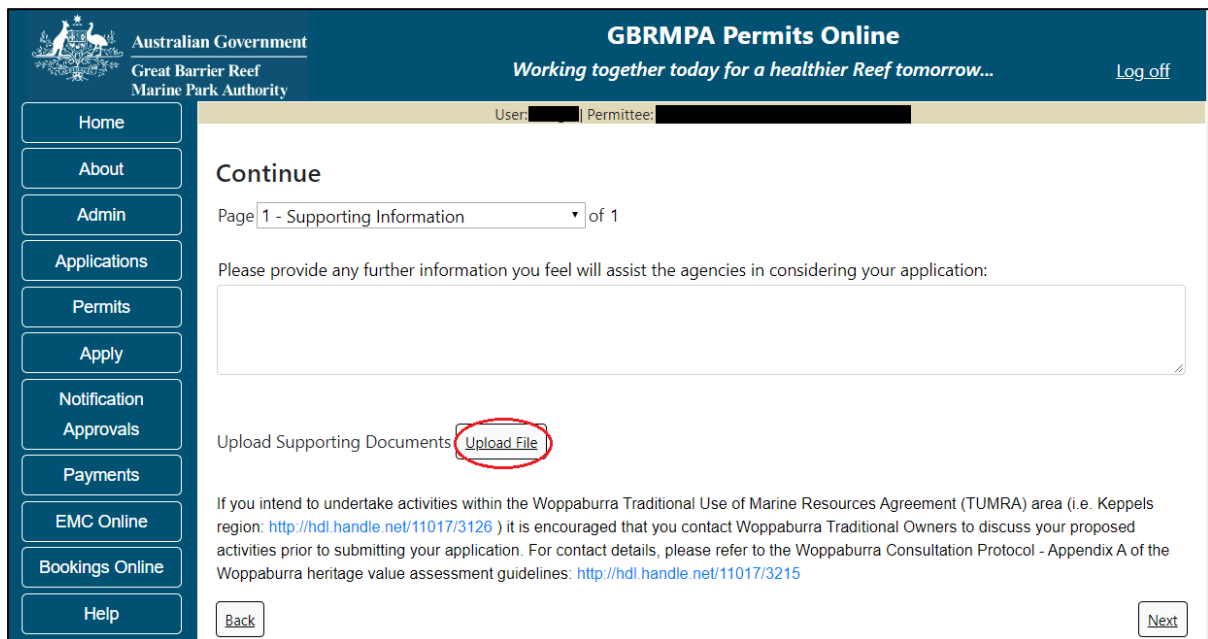 Australian Government
Great Barrier Reef
Marine Park Authority
GBRMPA Permits Online
Working together today for a healthier Reef tomorrow...
Log off
User: | Permittee:
Home
About
Admin
Applications
Permits
Apply
Notification
Approvals
Payments
EMC Online
Bookings Online
Help
Continue
Page 1 - Supporting Information of 1
Please provide any further information you feel will assist the agencies in considering your application:
Upload Supporting Documents Upload File
If you intend to undertake activities within the Woppaburra Traditional Use of Marine Resources Agreement (TUMRA) area (i.e. Keppels
region: http://hdl.handle.net/11017/3126 ) it is encouraged that you contact Woppaburra Traditional Owners to discuss your proposed
activities prior to submitting your application. For contact details, please refer to the Woppaburra Consultation Protocol - Appendix A of the
Woppaburra heritage value assessment guidelines: http://hdl.handle.net/11017/3215
Back
Next